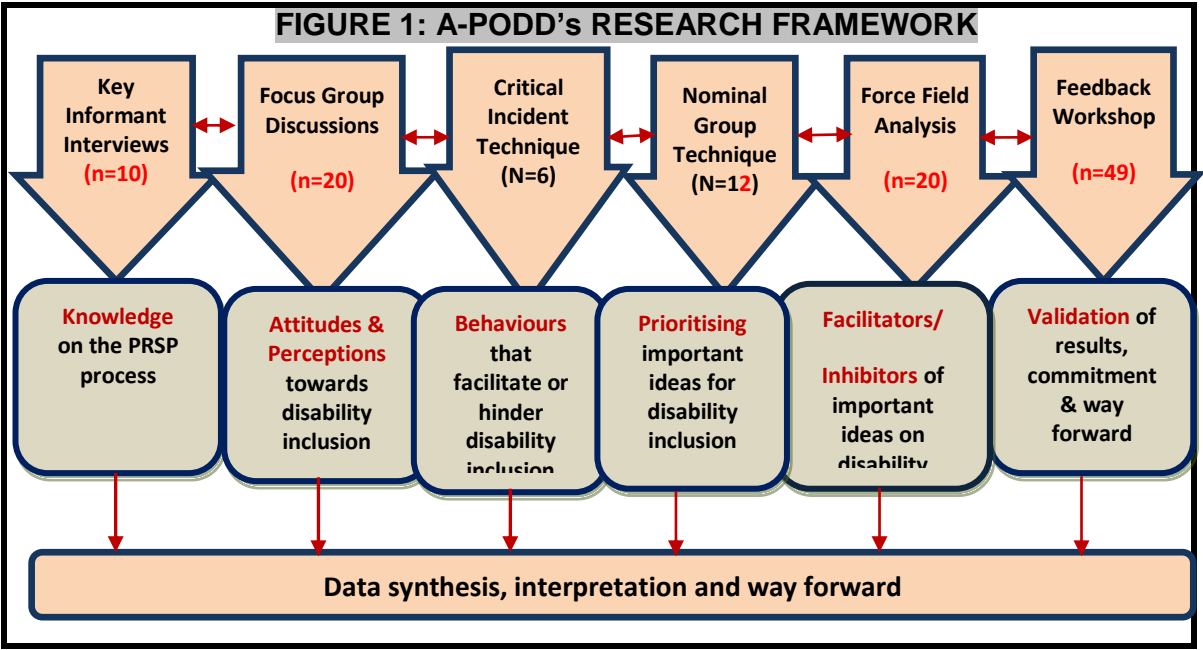 FIGURE 1: A-PODD's RESEARCH FRAMEWORK
Key
Informant
Interviews
(n=10)
Focus Group
Discussions
(n=20)
Critical
Incident
Technique
(N=6)
Nominal
Group
Technique
(N=12)
Force Field
Analysis
(n=20)
Feedback
Workshop
(n=49)
Knowledge
on the PRSP
process
Attitudes &
Perceptions
towards
disability
inclusion
Behaviours
that
facilitate or
hinder
disability
inclusion
Prioritising
important
ideas for
disability
inclusion
Facilitators/
Inhibitors of
important
ideas on
disability
Validation of
results,
commitment
& way
forward
Data synthesis, interpretation and way forward